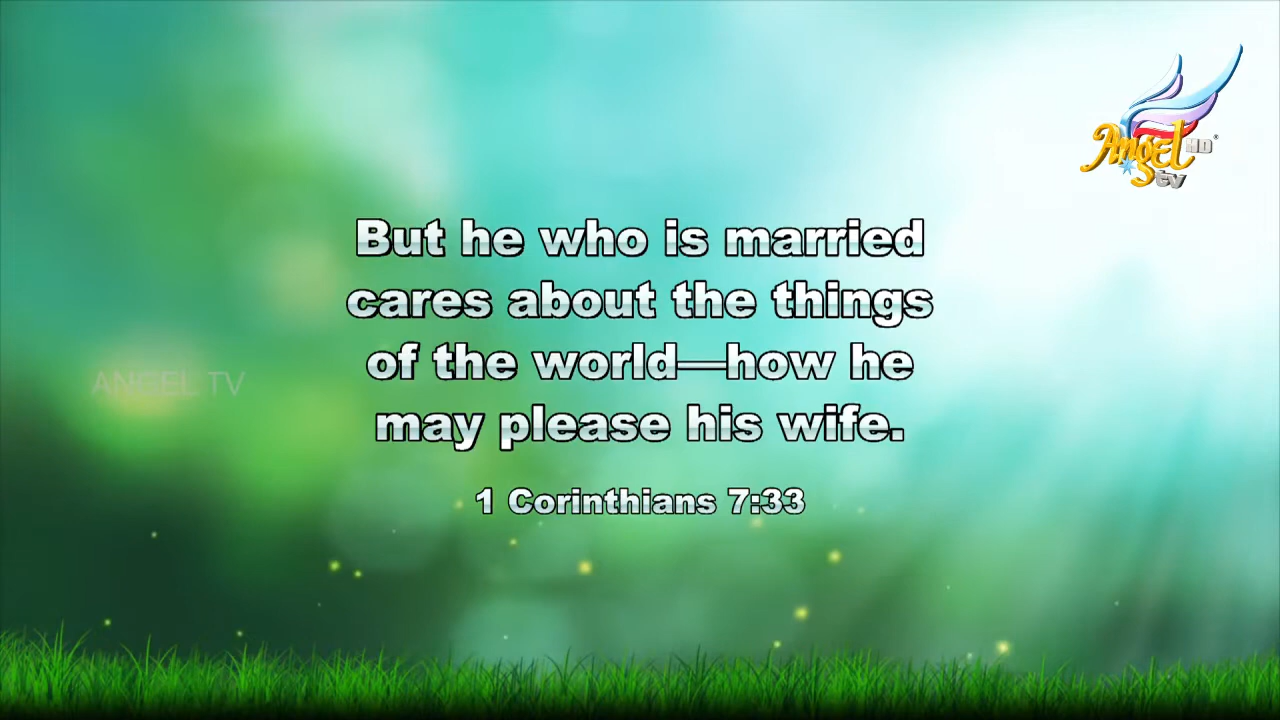 Angel HD
tv
But he who is married
cares about the things
of the world—how he
may please his wife.
ANGEL TV
1 Corinthians 7:33